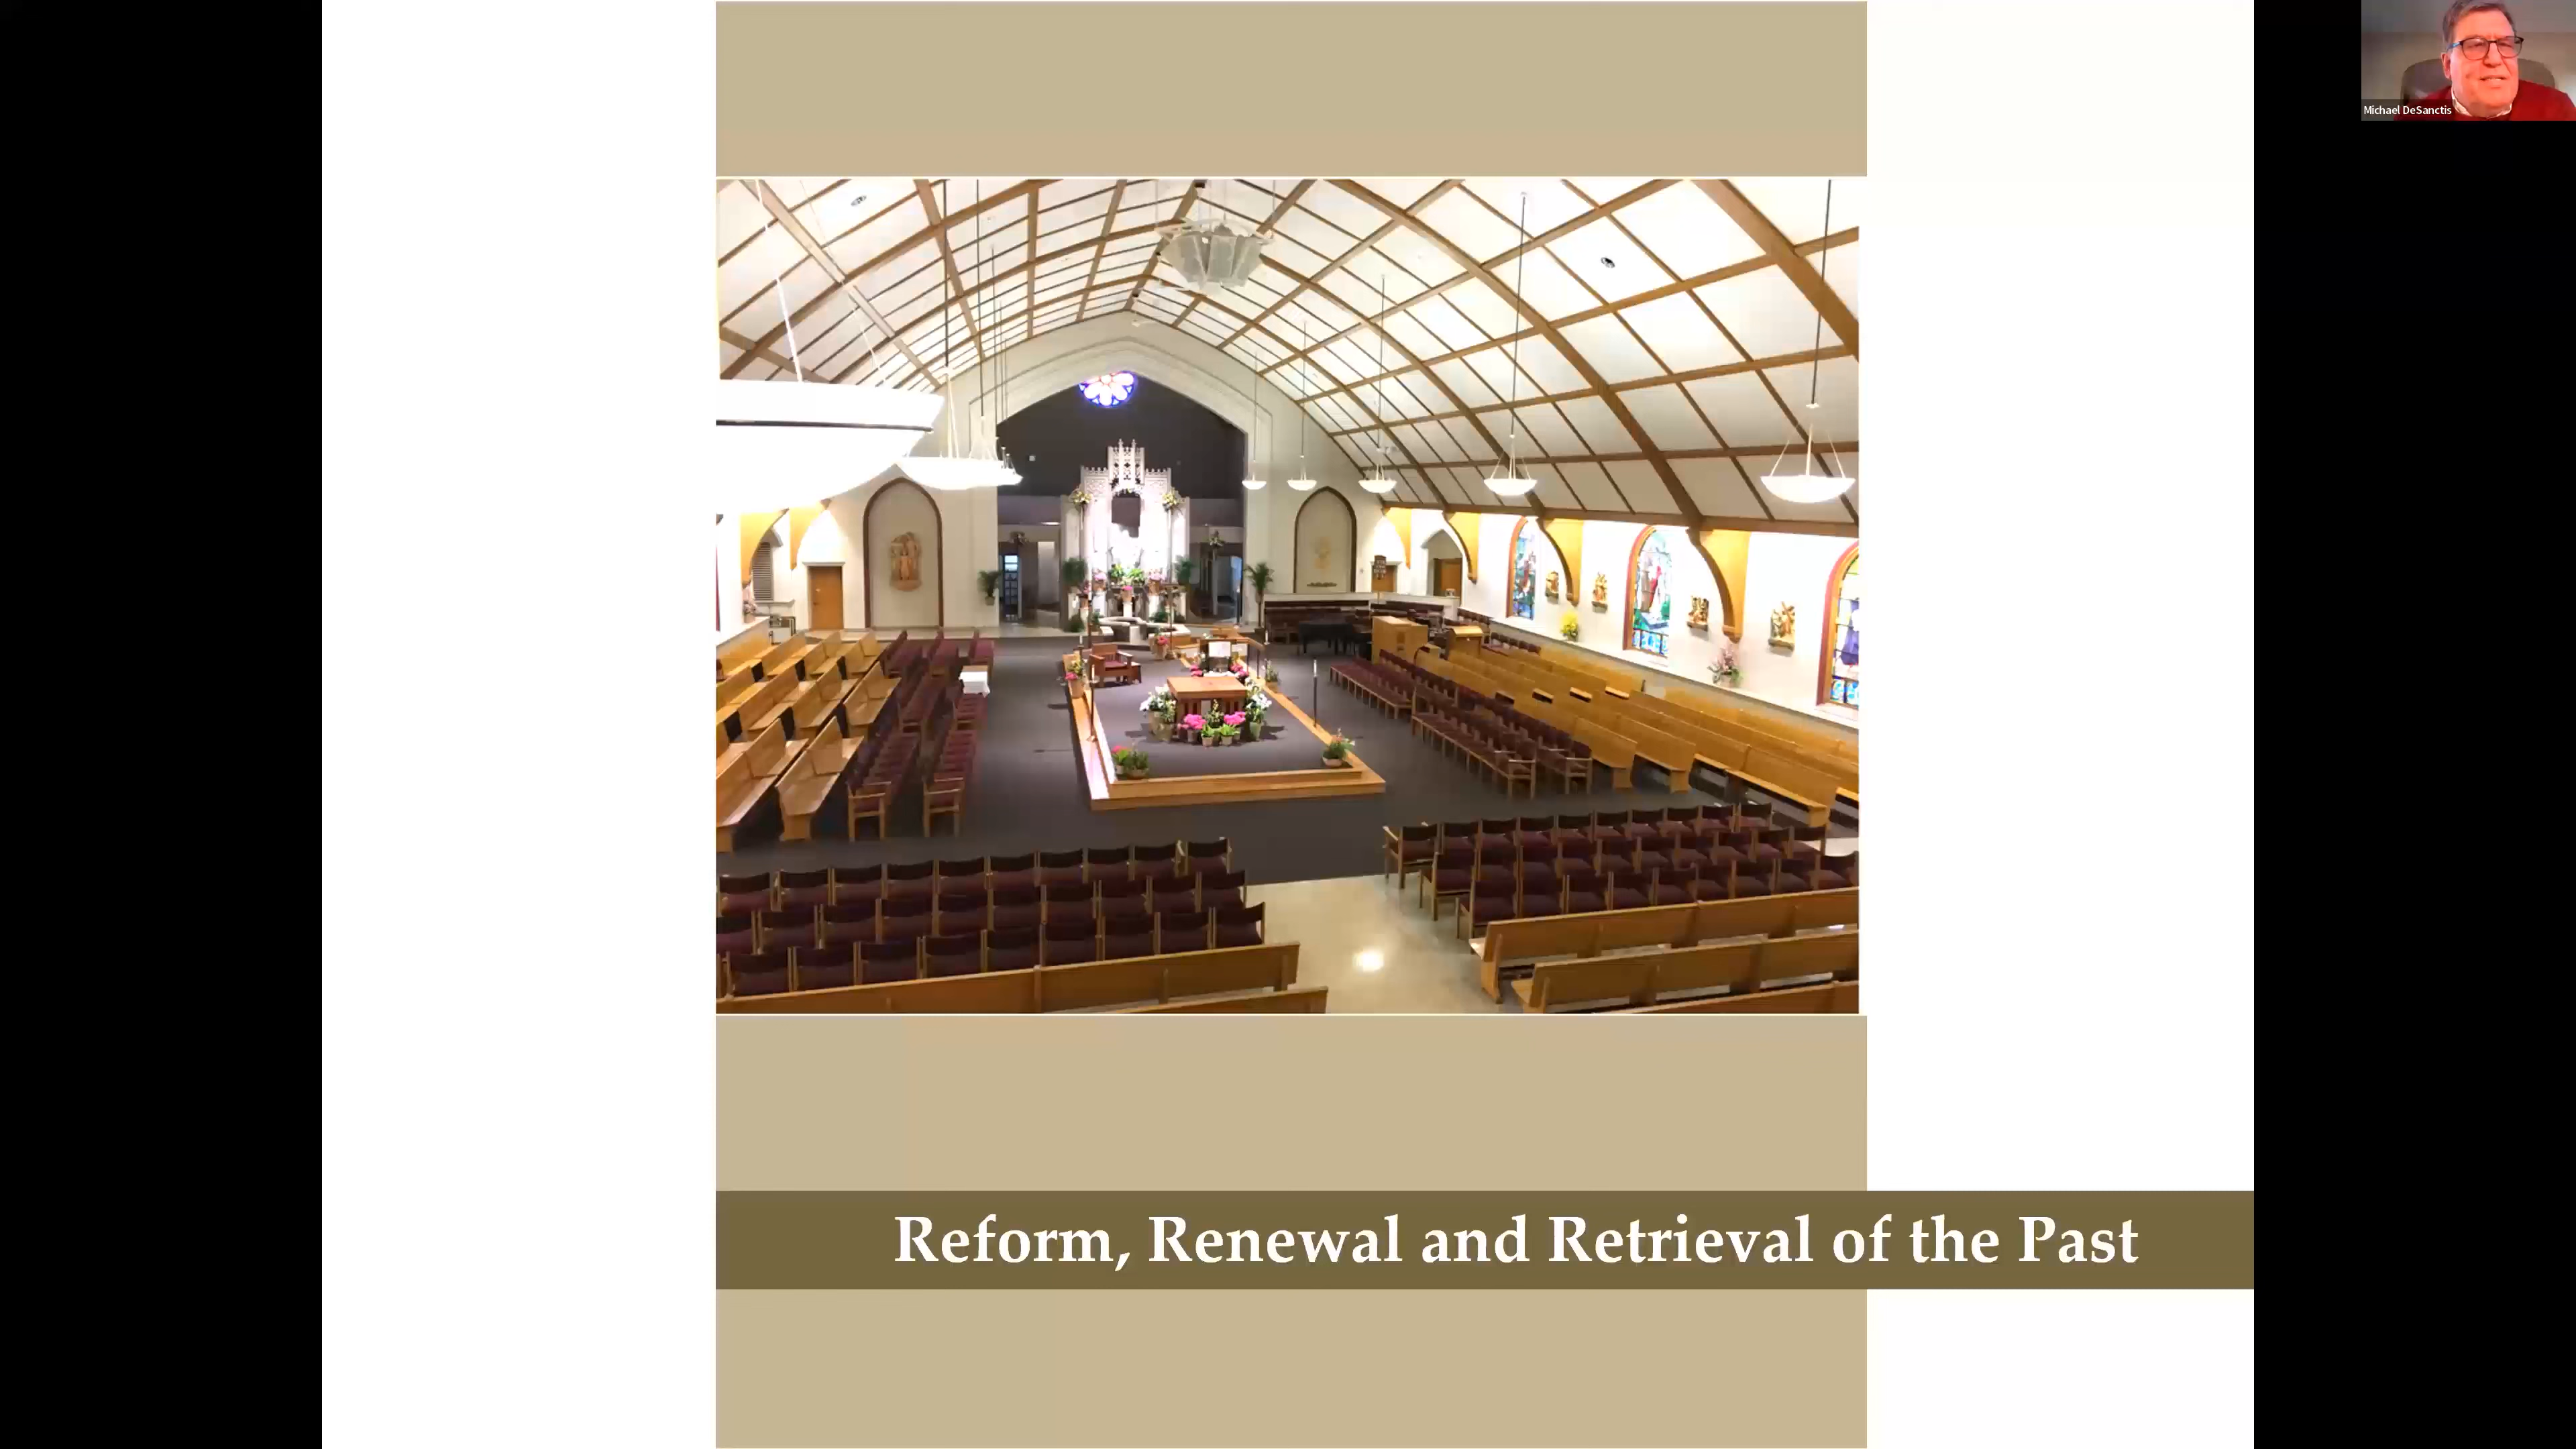 Michael DeSanctis
Reform, Renewal and Retrieval of the Past